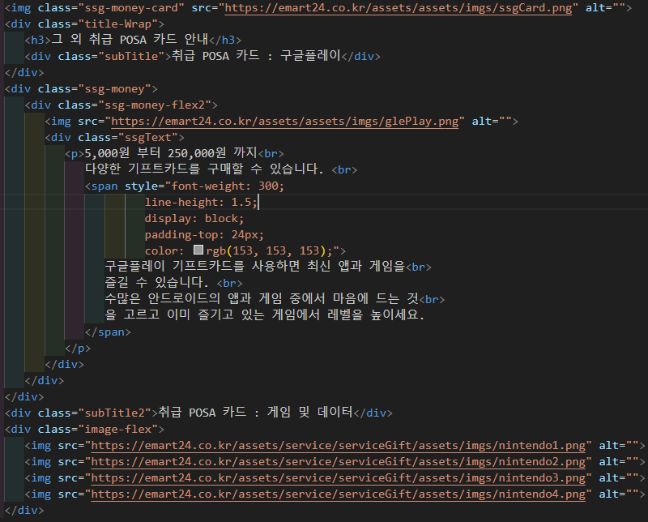 <img class="ssg-money-card" src="https://emart24.co.kr/assets/assets/imgs/ssgCard.png" alt="">
<div class="title-Wrap">
<h3>그 외 취급 POSA 카드 안내</h3>
<div class="subTitle">취급 POSA 카드 : 구글플레이</div>
</div>
<div class="ssg-money">
<div class="ssg-money-flex2">
<img src="https://emart24.co.kr/assets/assets/imgs/glePlay.png" alt="">
<div class="ssgText">
<p>5,000원 부터 250,000원 까지<br>
다양한 기프트카드를 구매할 수 있습니다. <br>
<span style="font-weight: 300;
line-height: 1.5;
display: block;
padding-top: 24px;
color: rgb(153, 153, 153);">
구글플레이 기프트카드를 사용하면 최신 앱과 게임을<br>
즐길 수 있습니다. <br>
수많은 안드로이드의 앱과 게임 중에서 마음에 드는 것<br>
을 고르고 이미 즐기고 있는 게임에서 레벨을 높이세요.
</span>
</p>
</div>
</div>
</div>
<div class="subTitle2">취급 POSA 카드 : 게임 및 데이터</div>
<div class="image-flex">
<img src="https://emart24.co.kr/assets/service/serviceGift/assets/imgs/nintendo1.png" alt="">
<img src="https://emart24.co.kr/assets/service/serviceGift/assets/imgs/nintendo2.png" alt="">
<img src="https://emart24.co.kr/assets/service/serviceGift/assets/imgs/nintendo3.png" alt="">
<img src="https://emart24.co.kr/assets/service/serviceGift/assets/imgs/nintendo4.png" alt="">
</div>